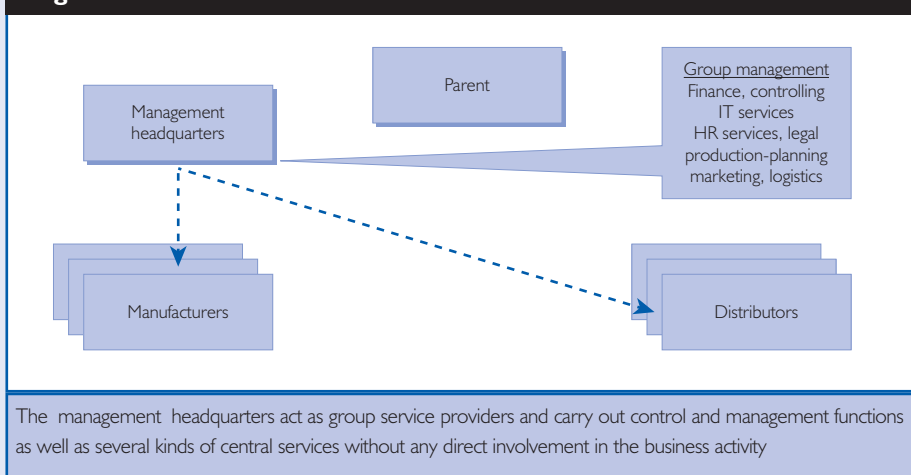 Parent
Group management
Finance, controlling
IT services
HR services, legal
production-planning
marketing, logistics
Management
headquarters
Manufacturers
Distributors
The management headquarters act as group service providers and carry out control and management functions
as well as several kinds of central services without any direct involvement in the business activity